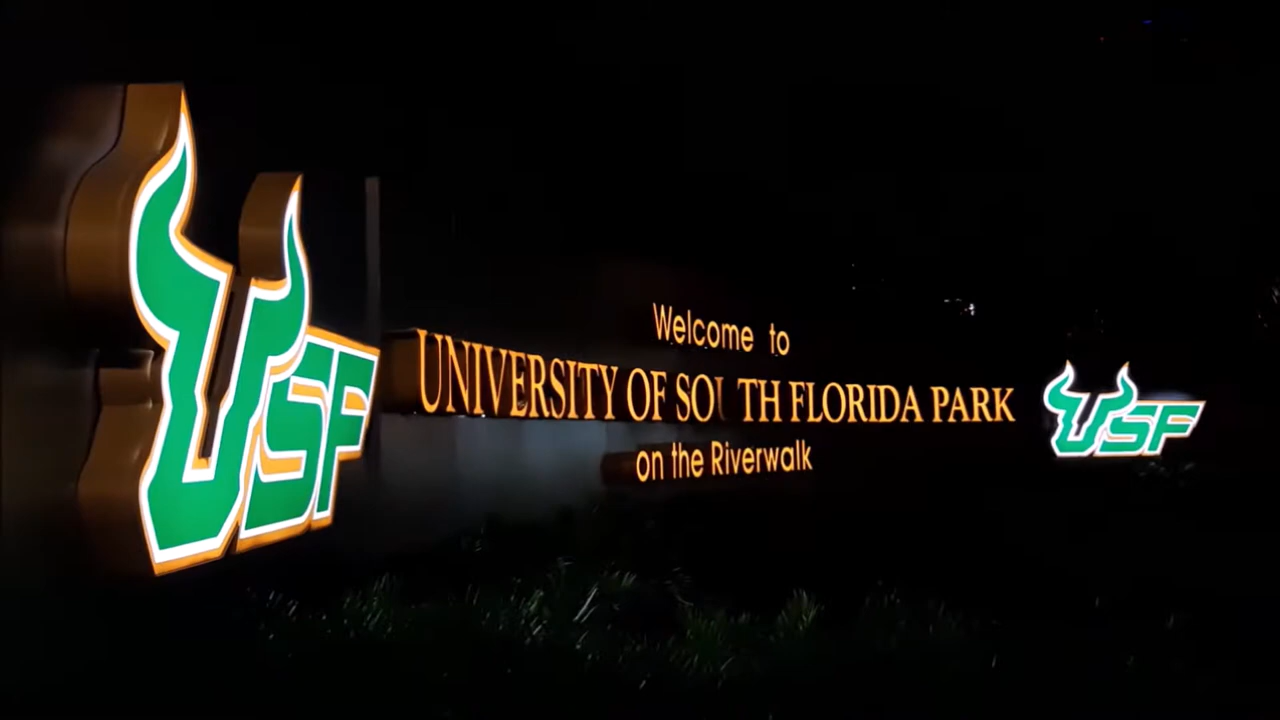 USF
Welcome to
UNIVERSITY OF SOUTH FLORIDA PARK
on the Riverwalk
USF